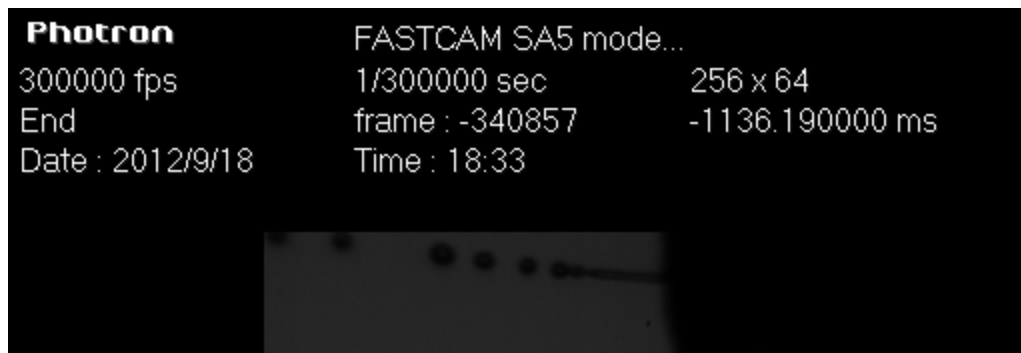 Photron FASTCAM SA5 mode...
300000 fps 1/300000 sec 256 x 64
End frame : -340857 -1136.190000 ms
Date : 2012/9/18 Time : 18:33